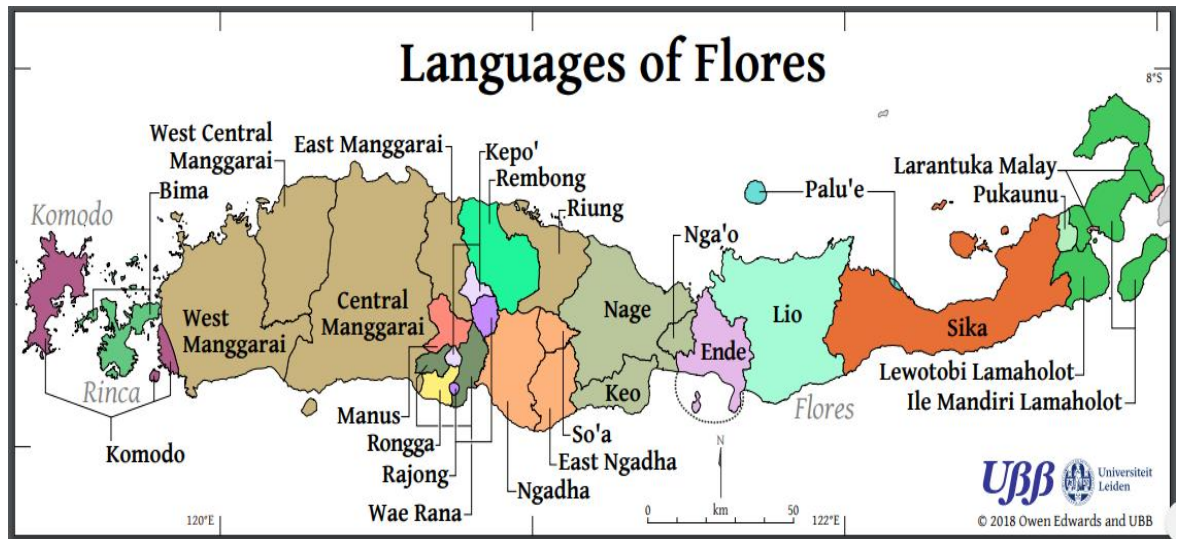 Languages of Flores
8°S
West Central
Manggarai
East Manggarai
Bima
Kepo'
Rembong
Riung
Larantuka Malay
Pukaunu
Palu'e
Komodo
Nga'o
West
Manggarai
Central
Manggarai
Nage
Ende
Lio
Sika
Rinca
Keo
Flores
Lewotobi Lamaholot
Ile Mandiri Lamaholot
Manus
Rongga
Rajong
Wae Rana
Komodo
So'a
East Ngadha
Ngadha
N
km
0
50
120°E
122°E
UBB
Universiteit
Leiden
© 2018 Owen Edwards and UBB